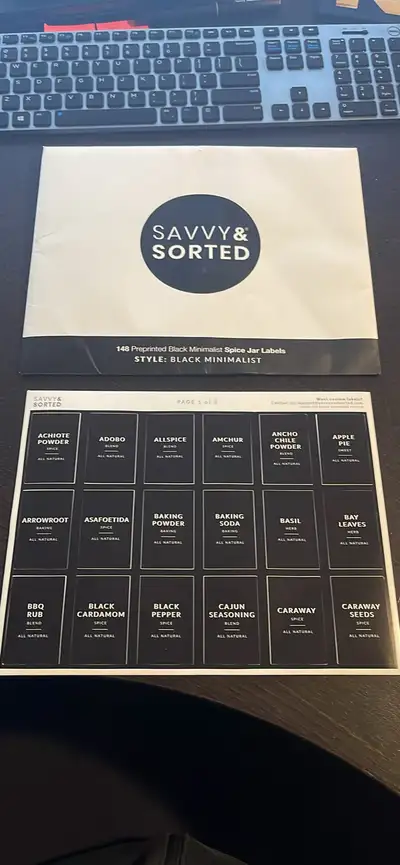 SAVVY&
SORTED
148 Preprinted Black Minimalist Spice Jar Labels
STYLE: BLACK MINIMALIST
SAVVY&
SORTED
ACHIOTE
POWDER
SPICE
ALL NATURAL
ADOBO
BLEND
ALL NATURAL
ALLSPICE
SPICE
ALL NATURAL
AMCHUR
SPICE
ALL NATURAL
ANCHO
CHILE
POWDER
BLEND
ALL NATURAL
APPLE
PIE
SWEET
ALL NATURAL
ARROWROOT
BAKING
ALL NATURAL
ASAFOETIDA
SPICE
ALL NATURAL
BAKING
POWDER
BAKING
ALL NATURAL
BAKING
SODA
BAKING
ALL NATURAL
BASIL
HERB
ALL NATURAL
BAY
LEAVES
HERB
ALL NATURAL
BBQ
RUB
BLEND
ALL NATURAL
BLACK
CARDAMOM
SPICE
ALL NATURAL
BLACK
PEPPER
SPICE
ALL NATURAL
CAJUN
SEASONING
BLEND
ALL NATURAL
CARAWAY
SPICE
ALL NATURAL
CARAWAY
SEEDS
SPICE
ALL NATURAL